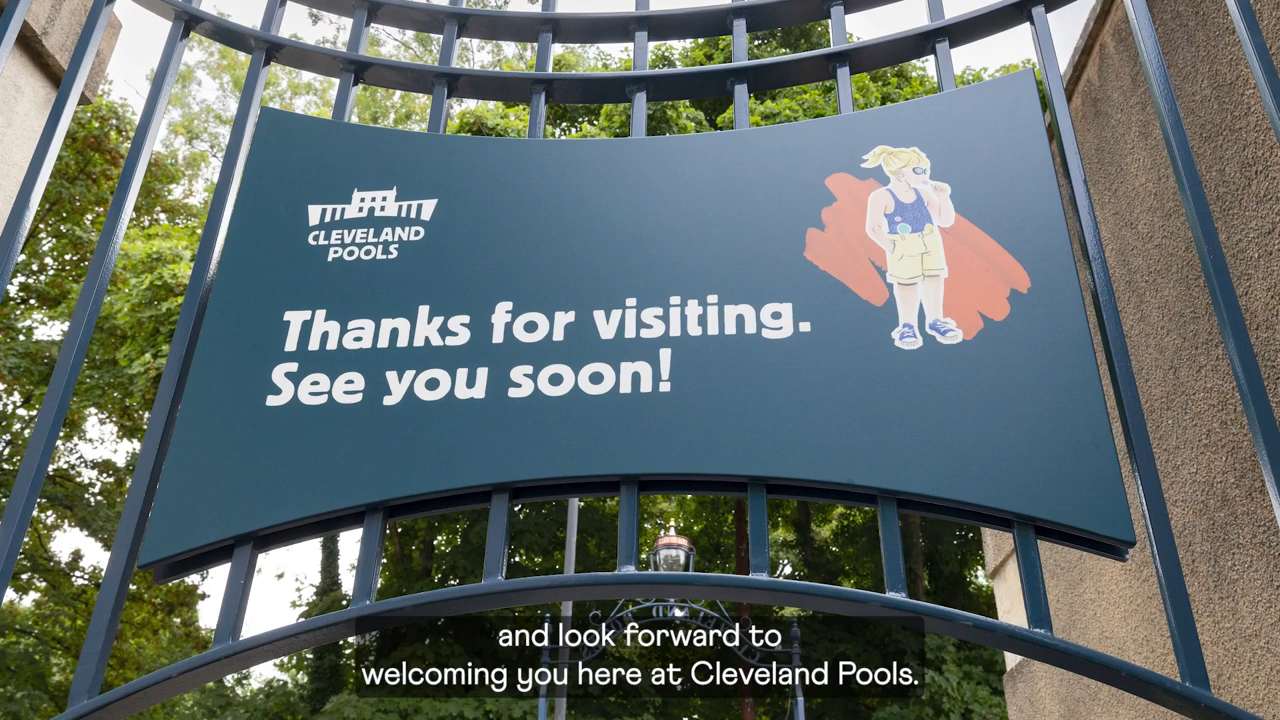 CLEVELAND
POOLS
Thanks for visiting.
See you soon!
and look forward to
welcoming you here at Cleveland Pools.